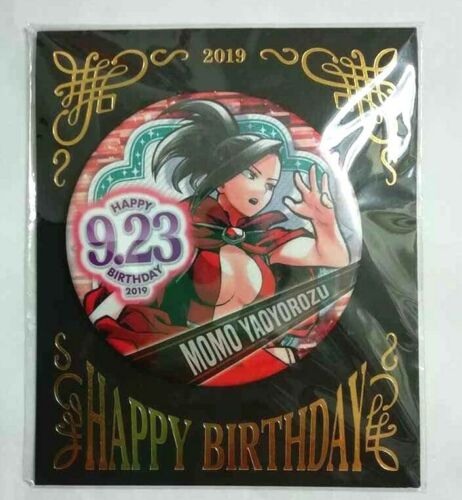 2019
HAPPY
9.23
BIRTHDAY
2019
MOMO YAOYOROZU
HAPPY BIRTHDAY